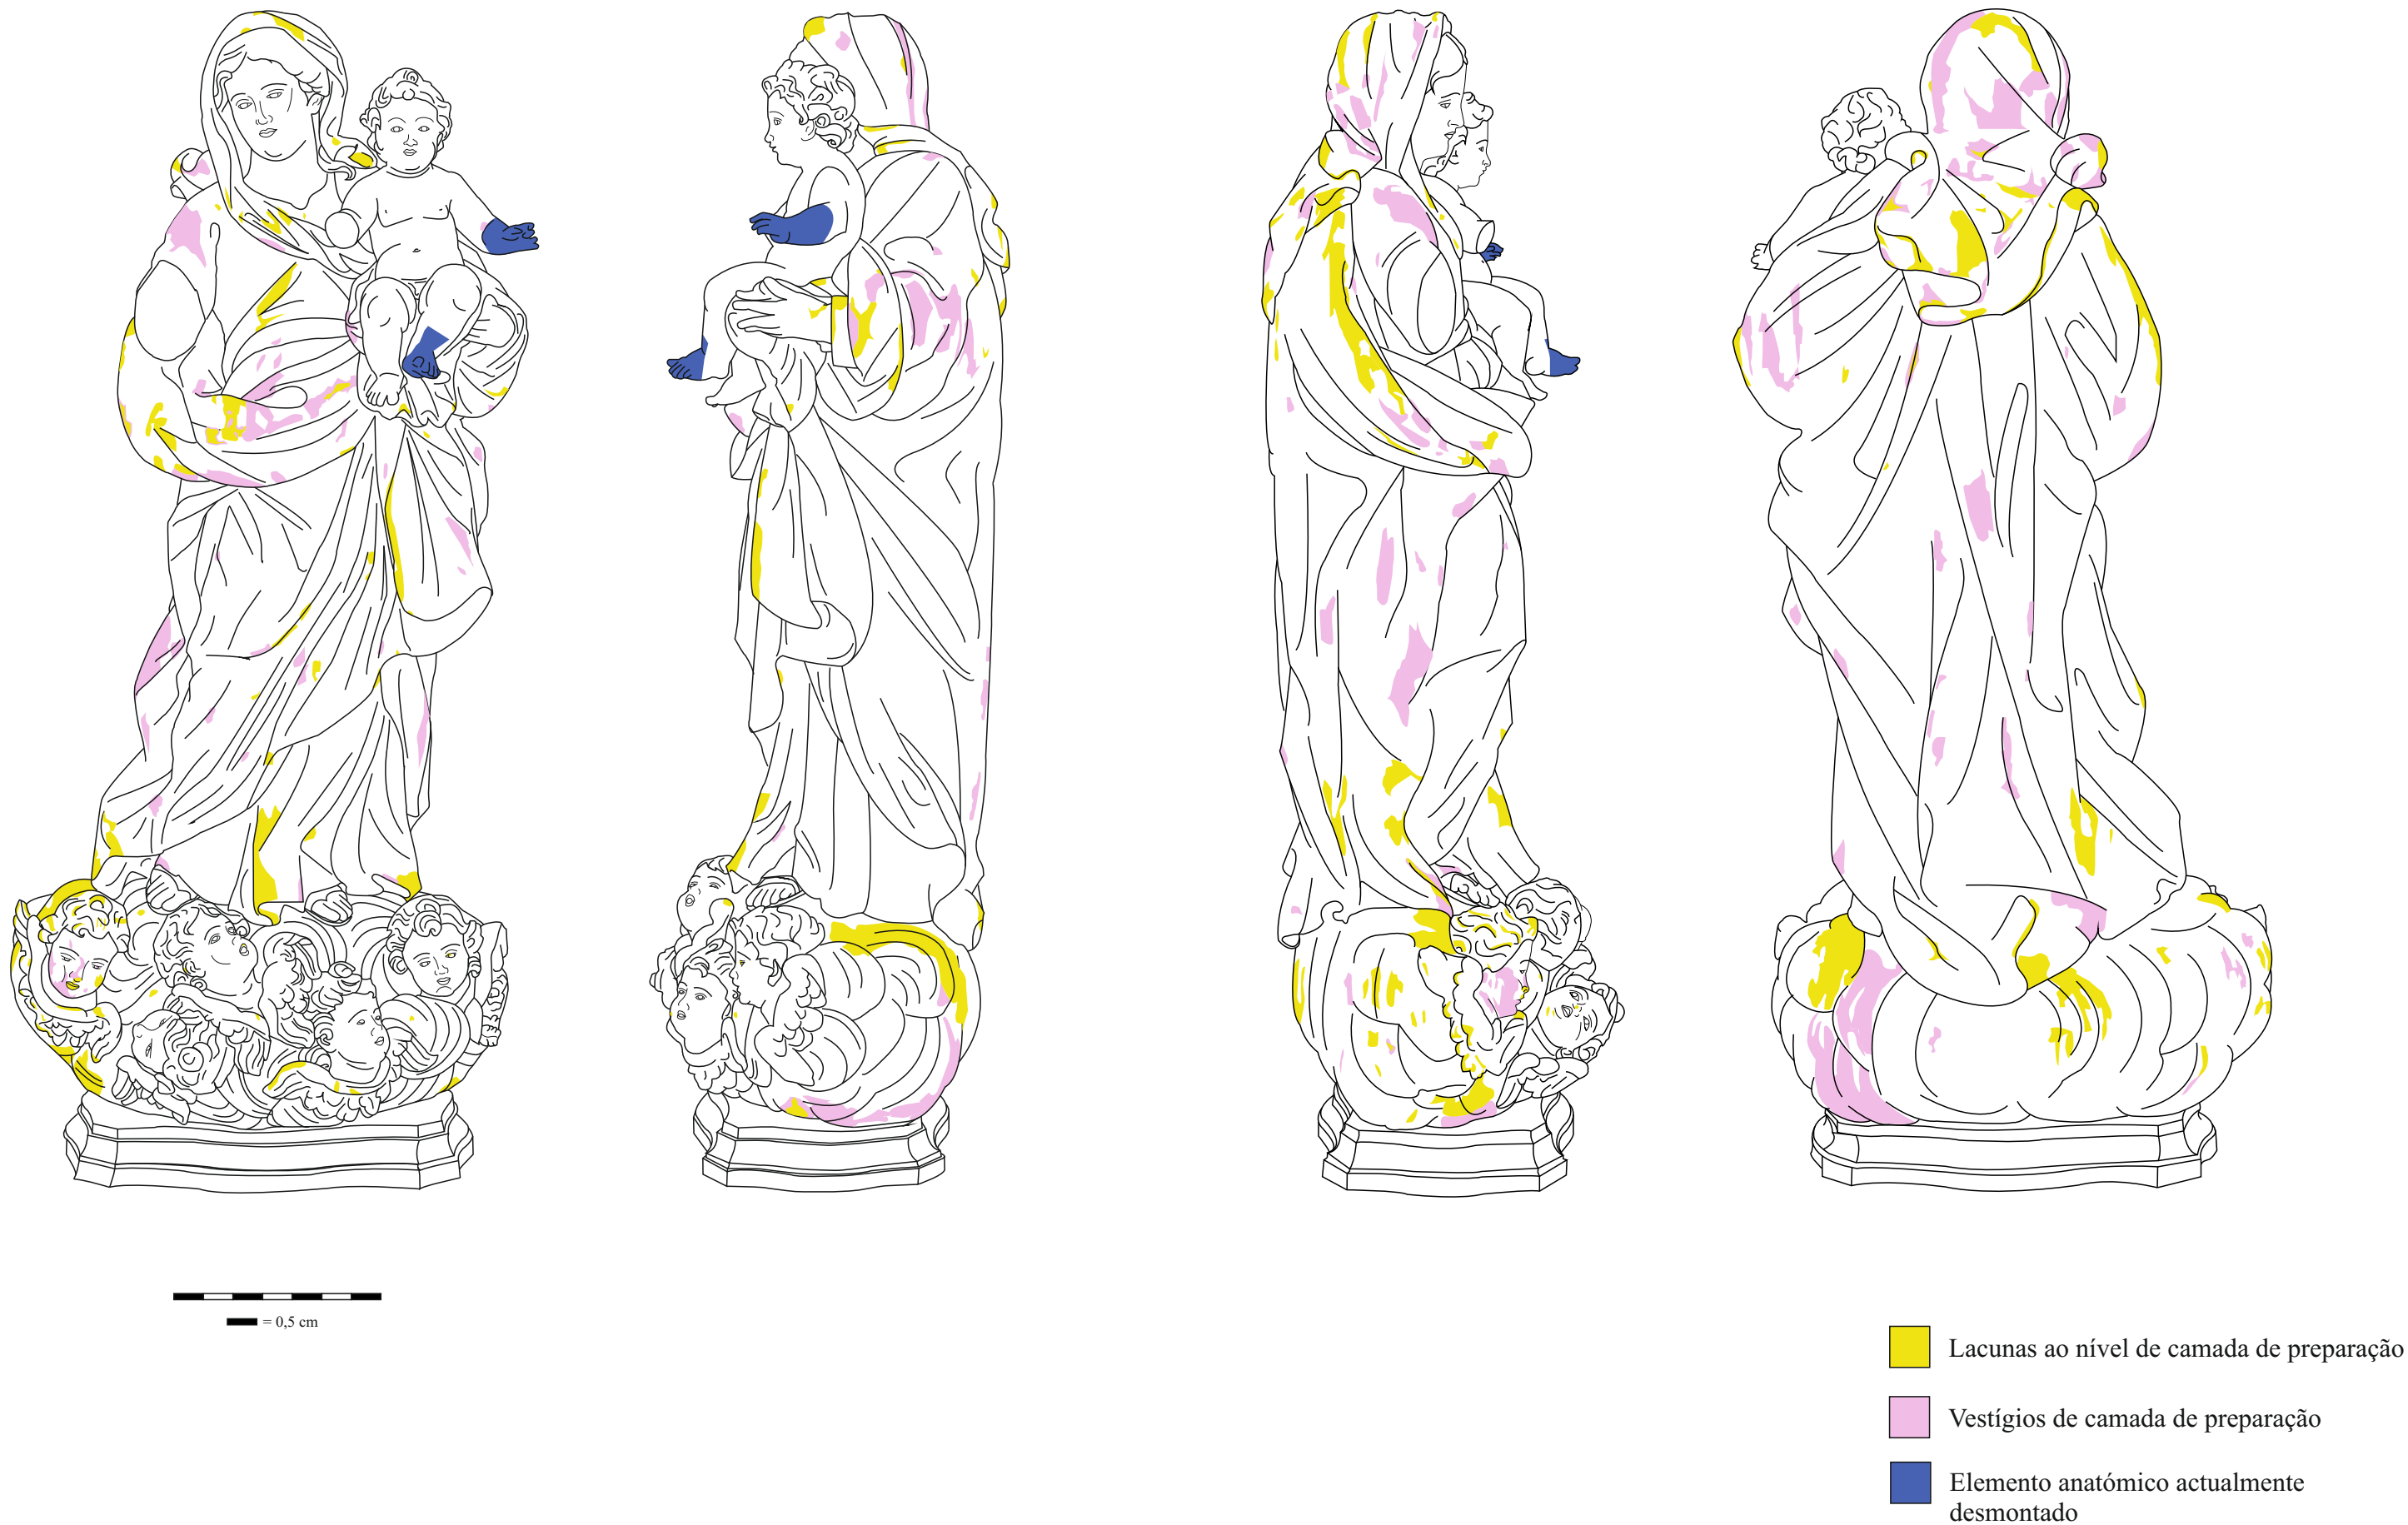 = 0,5 cm
Lacunas ao nível de camada de preparação
Vestígios de camada de preparação
Elemento anatómico actualmente
desmontado